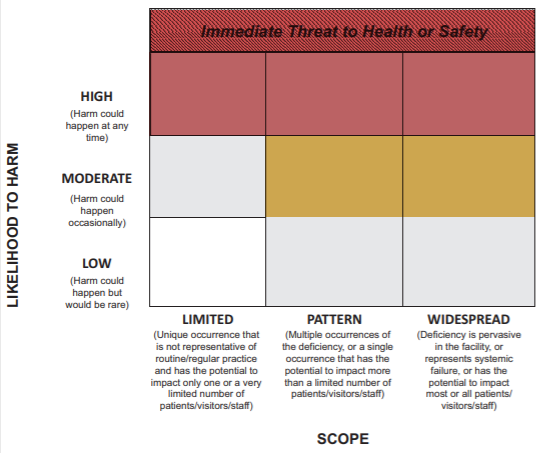 Immediate Threat to Health or Safety
LIKELIHOOD TO HARM
HIGH
(Harm could
happen at any
time)
MODERATE
(Harm could
happen
occasionally)
LOW
(Harm could
happen but
would be rare)
LIMITED
(Unique occurrence that
is not representative of
routine/regular practice
and has the potential to
impact only one or a very
limited number of
patients/visitors/staff)
PATTERN
(Multiple occurrences of
the deficiency, or a single
occurrence that has the
potential to impact more
than a limited number of
patients/visitors/staff)
WIDESPREAD
(Deficiency is pervasive
in the facility, or
represents systemic
failure, or has the
potential to impact
most or all patients/
visitors/staff)
SCOPE